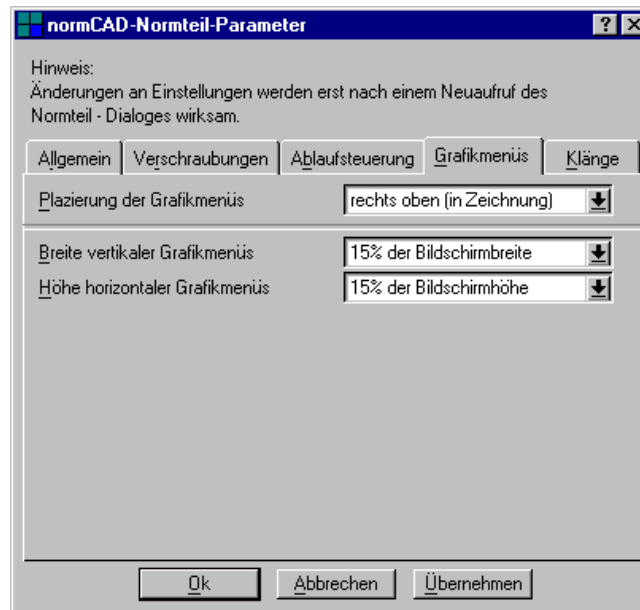 normCAD-Normteil-Parameter
Hinweis:
Änderungen an Einstellungen werden erst nach einem Neuaufruf des
Normteil - Dialoges wirksam.
Allgemein Verschraubungen Ablaufsteuerung Grafikmenüs Klänge
Plazierung der Grafikmenüs rechts oben (in Zeichnung)
Breite vertikaler Grafikmenüs 15% der Bildschirmbreite
Höhe horizontaler Grafikmenüs 15% der Bildschirmhöhe
Ok Abbrechen Übernehmen